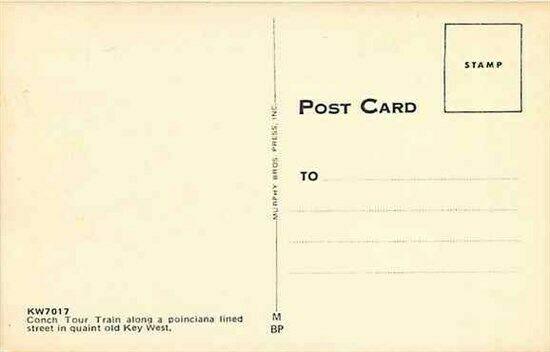 STAMP
POST CARD
TO
MURPHY BROS. PRESS, INC.
KW7017
Conch Tour Train along a poinciana lined
street in quaint old Key West.
M
BP